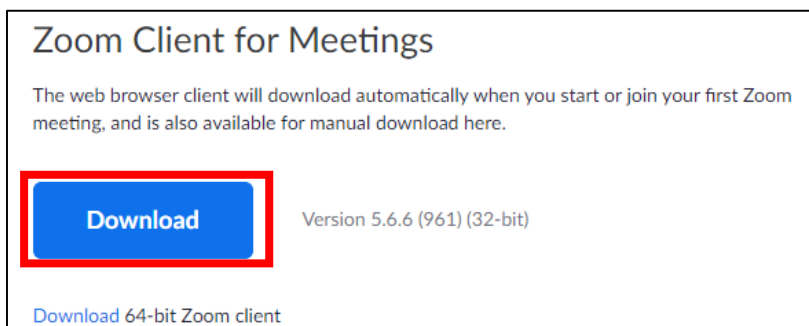 Zoom Client for Meetings
The web browser client will download automatically when you start or join your first Zoom
meeting, and is also available for manual download here.
Download
Version 5.6.6 (961) (32-bit)
Download 64-bit Zoom client